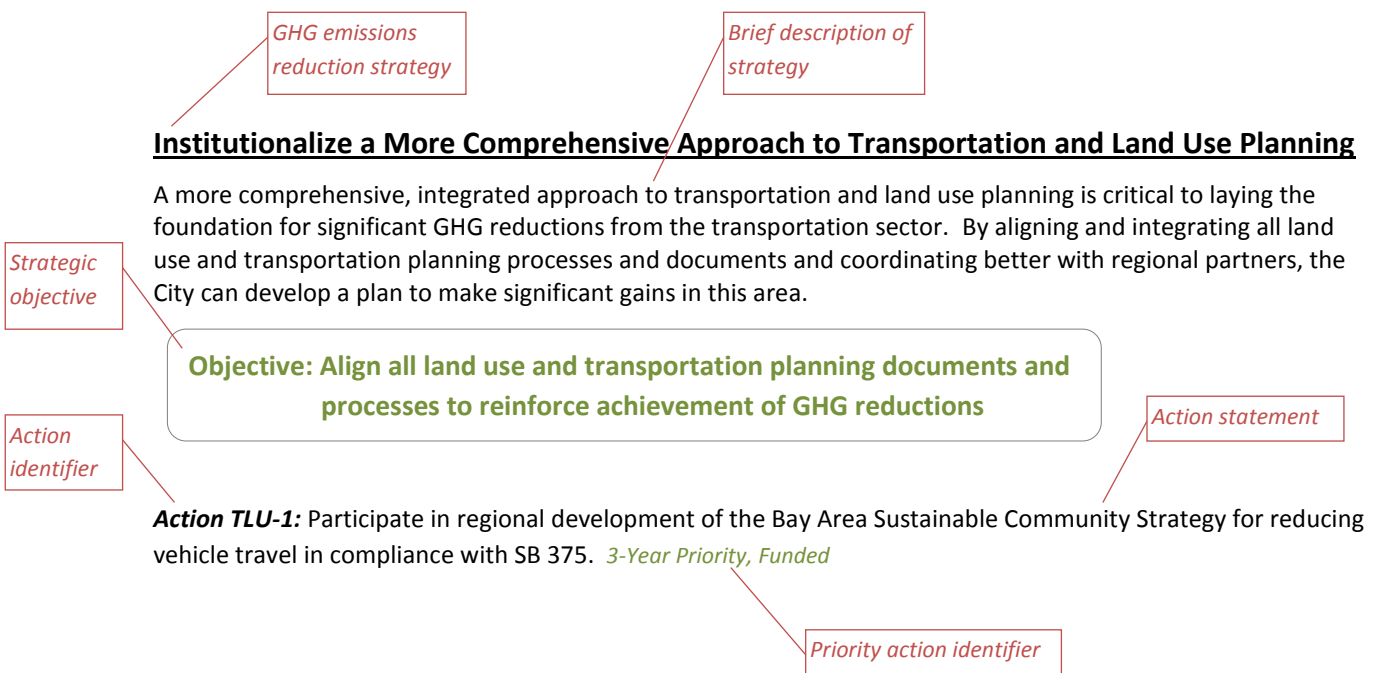 GHG emissions
reduction strategy
Brief description of
strategy
Institutionalize a More Comprehensive Approach to Transportation and Land Use Planning
A more comprehensive, integrated approach to transportation and land use planning is critical to laying the
foundation for significant GHG reductions from the transportation sector.  By aligning and integrating all land
use and transportation planning processes and documents and coordinating better with regional partners, the
City can develop a plan to make significant gains in this area.
Strategic
objective
Objective: Align all land use and transportation planning documents and
processes to reinforce achievement of GHG reductions
Action
identifier
Action statement
Action TLU-1: Participate in regional development of the Bay Area Sustainable Community Strategy for reducing
vehicle travel in compliance with SB 375.  3-Year Priority, Funded
Priority action identifier